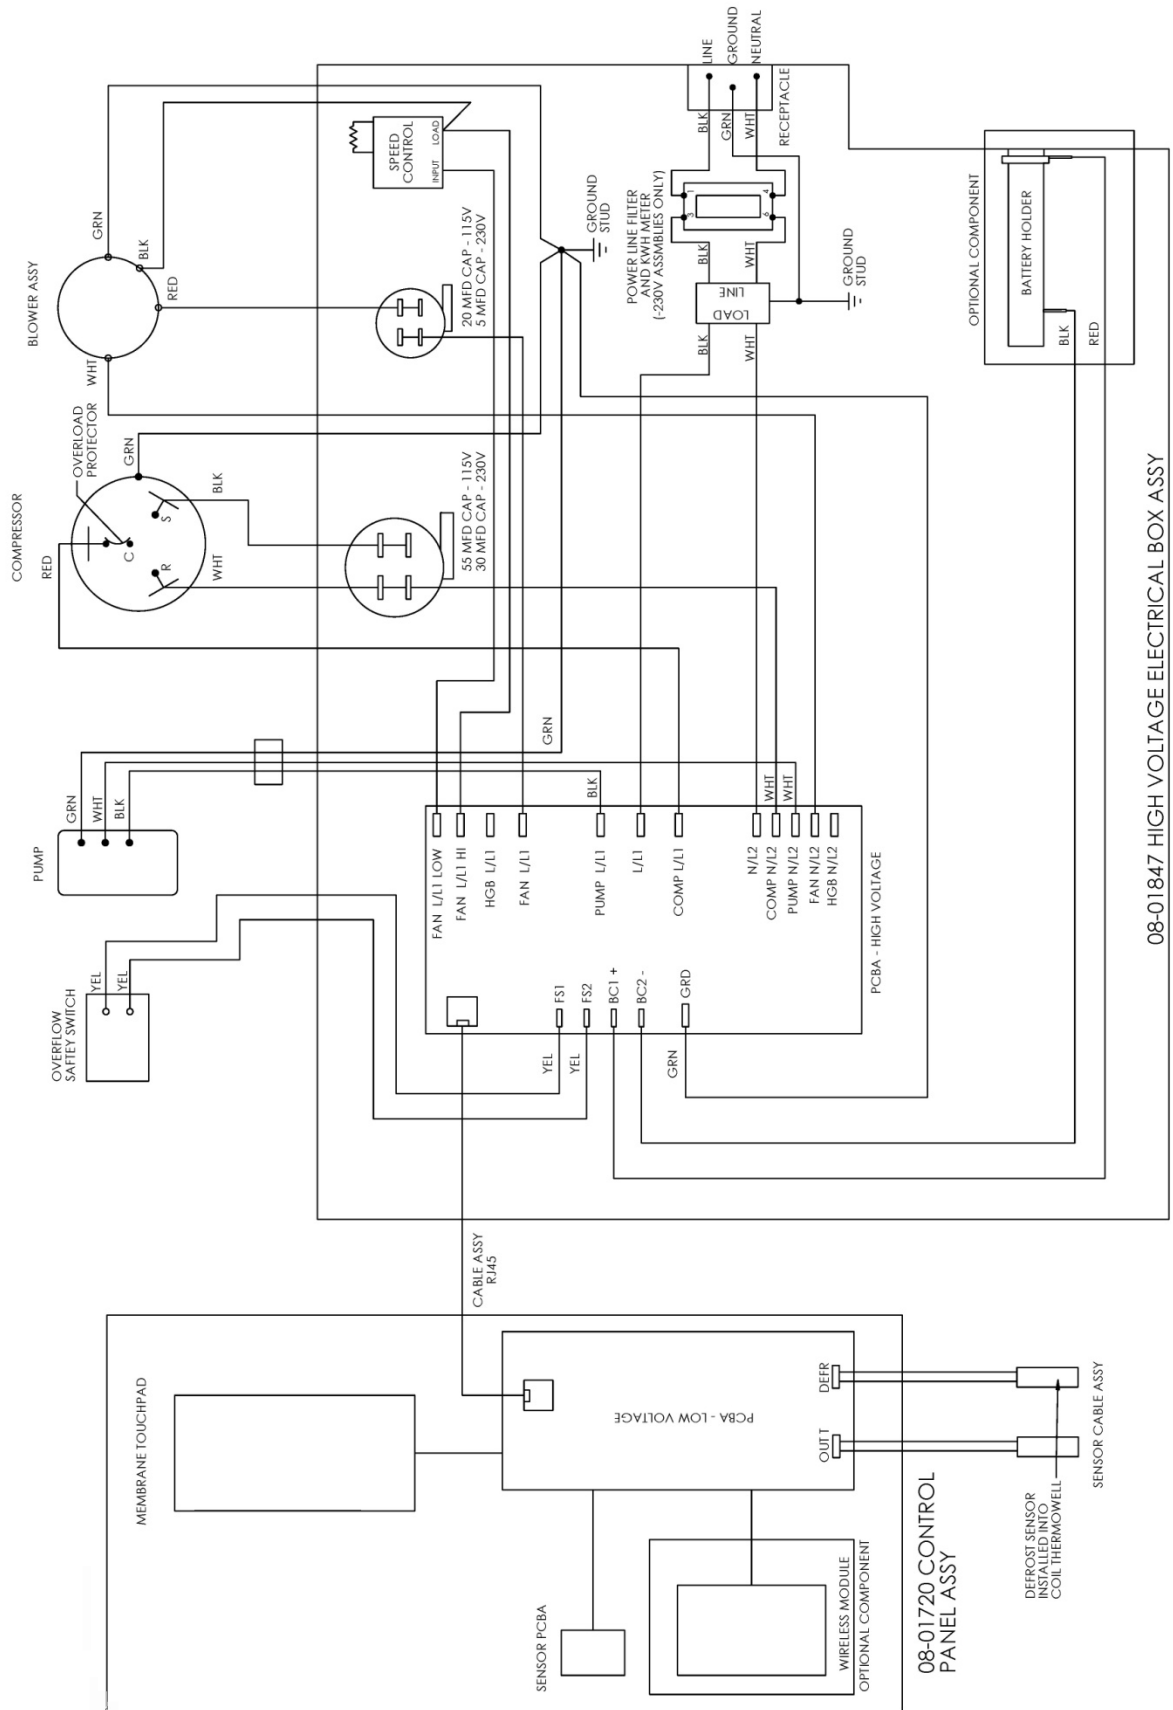 LINE
GROUND
NEUTRAL
RECEPTACLE
BLK
GRN
WHT
SPEED
CONTROL
INPUT
LOAD
GROUND
STUD
GRN
BLK
RED
WHT
BLOWER ASSY
20 MFD CAP - 115V
5 MFD CAP - 230V
POWER LINE FILTER
AND KWH METER
(-230V ASSMBLIES ONLY)
1
3
4
6
BLK
WHT
LINE
LOAD
GROUND
STUD
BLK
WHT
OPTIONAL COMPONENT
BATTERY HOLDER
BLK
RED
COMPRESSOR
OVERLOAD
PROTECTOR
GRN
RED
BLK
WHT
C
S
R
55 MFD CAP - 115V
30 MFD CAP - 230V
PUMP
GRN
WHT
BLK
GRN
BLK
WHT
WHT
FAN L/L1 LOW
FAN L/L1 HI
HGB L/L1
FAN L/L1
PUMP L/L1
L/L1
COMP L/L1
N/L2
COMP N/L2
PUMP N/L2
FAN N/L2
HGB N/L2
PCBA - HIGH VOLTAGE
OVERFLOW
SAFTEY SWITCH
YEL
YEL
FS1
FS2
BC1 +
BC2 -
GRD
YEL
YEL
GRN
08-01847 HIGH VOLTAGE ELECTRICAL BOX ASSY
CABLE ASSY
RJ45
MEMBRANE TOUCHPAD
PCBA - LOW VOLTAGE
DEFR
OUT T
SENSOR CABLE ASSY
DEFROST SENSOR
INSTALLED INTO
COIL THERMOWELL
SENSOR PCBA
WIRELESS MODULE
OPTIONAL COMPONENT
08-01720 CONTROL
PANEL ASSY